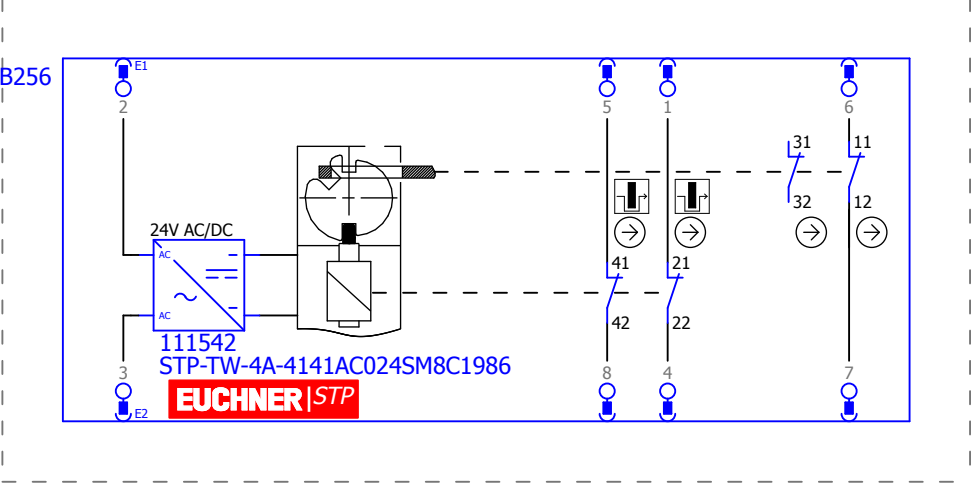 B256
E1
2
5
1
6
31
11
32
12
24V AC/DC
AC
AC
41
21
42
22
111542
STP-TW-4A-4141AC024SM8C1986
EUCHNER STP
3
8
4
7
E2